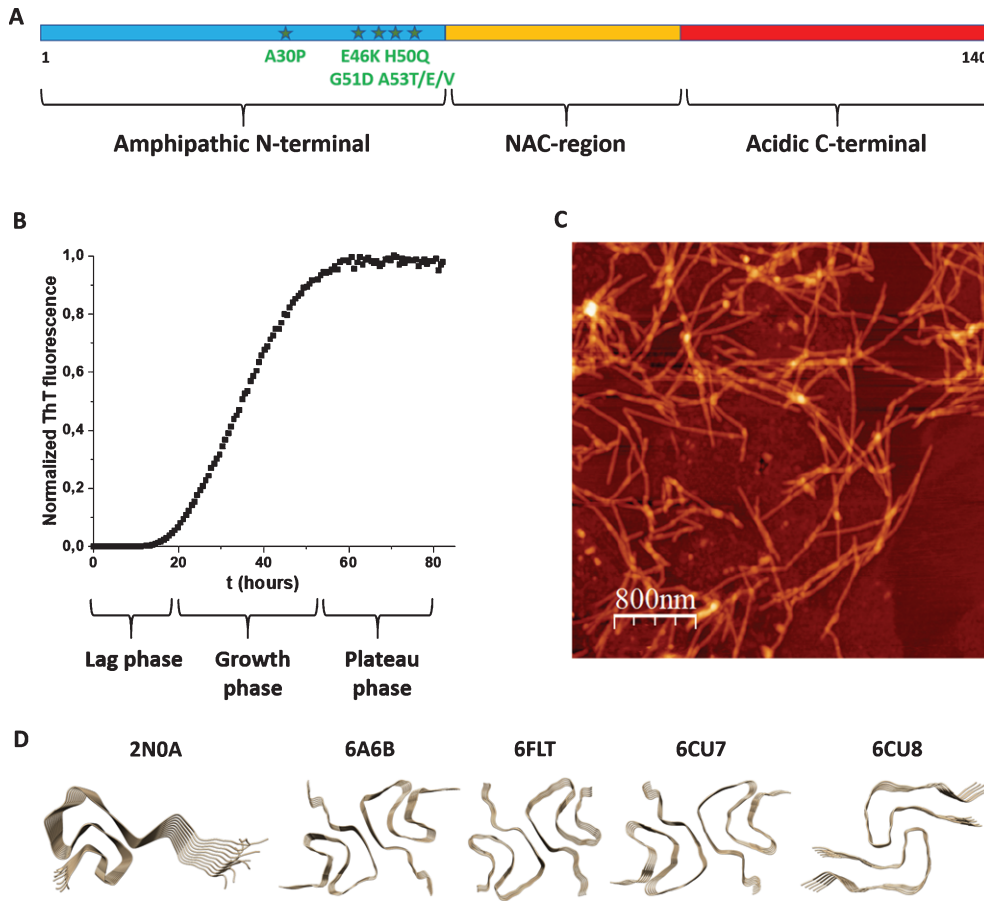 A
A30P
E46K H50Q
G51D A53T/E/V
1
140
Amphipathic N-terminal
NAC-region
Acidic C-terminal
B
Normalized ThT fluorescence
1,0
0,8
0,6
0,4
0,2
0,0
0
20
40
60
80
t (hours)
Lag phase
Growth
phase
Plateau
phase
C
800nm
D
2N0A
6A6B
6FLT
6CU7
6CU8